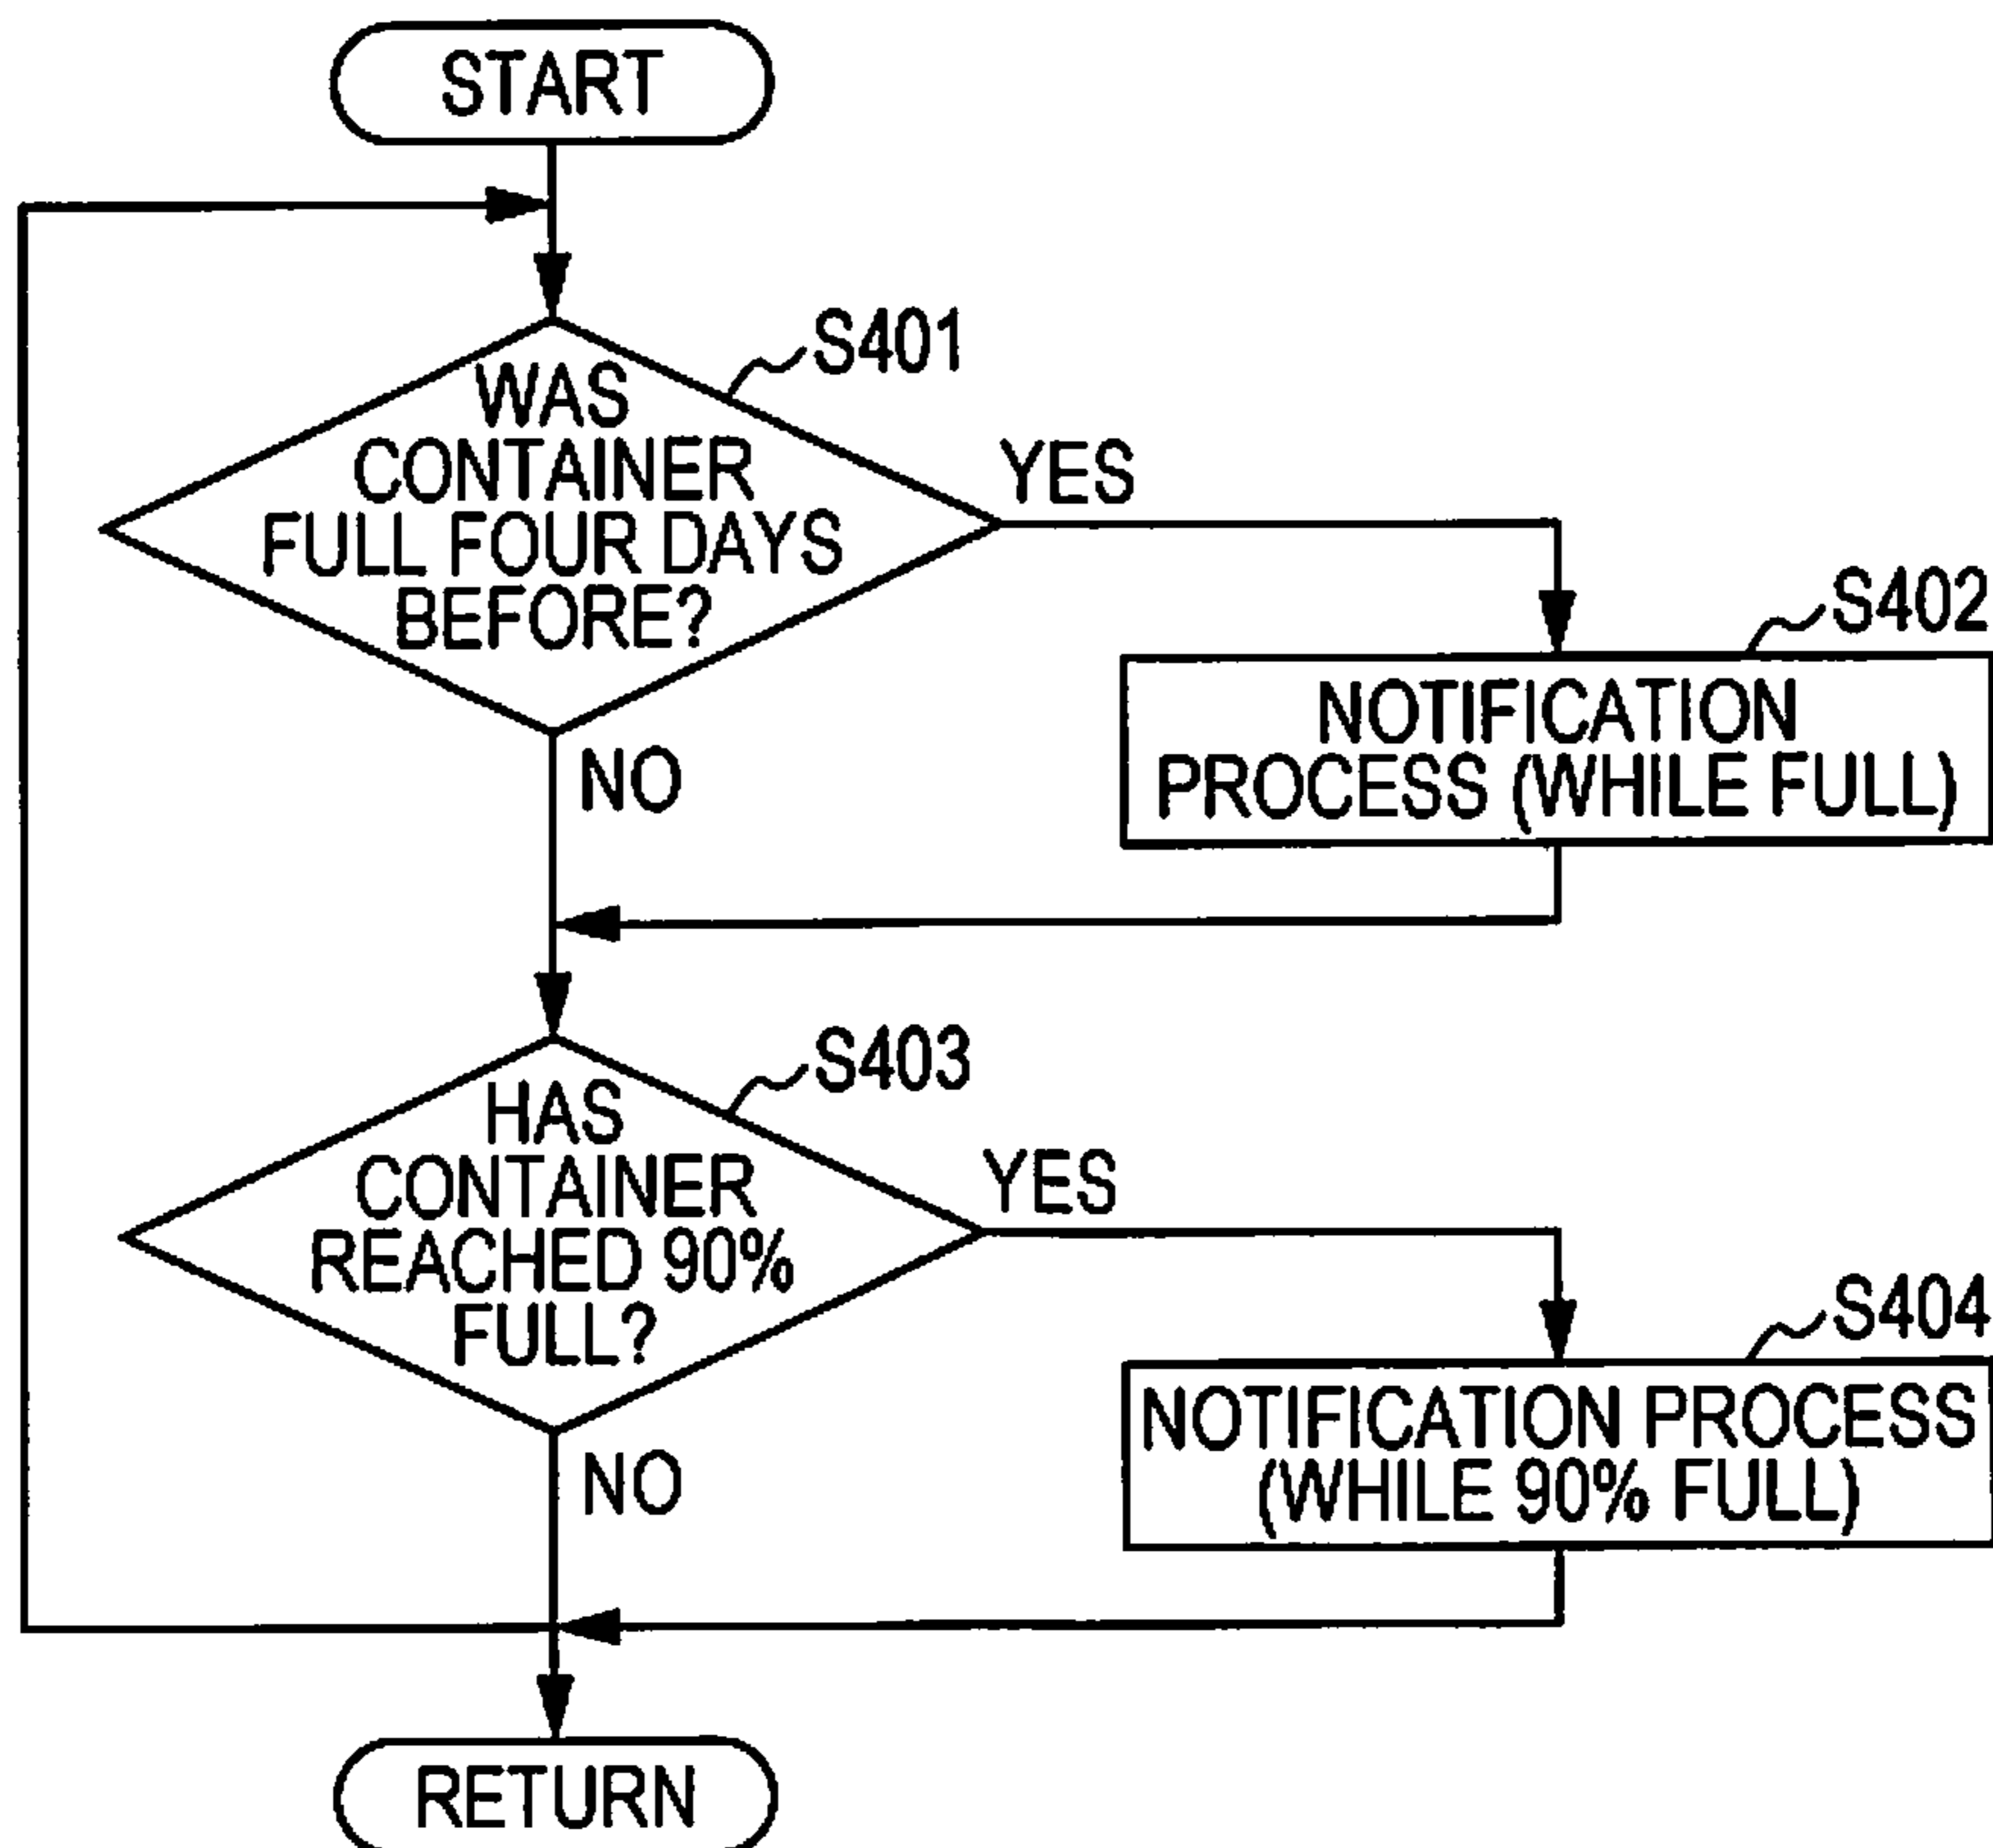 START
S401
WAS
CONTAINER
FULL FOUR DAYS
BEFORE?
YES
NO
S402
NOTIFICATION
PROCESS (WHILE FULL)
S403
HAS
CONTAINER
REACHED 90%
FULL?
YES
NO
S404
NOTIFICATION PROCESS
(WHILE 90% FULL)
RETURN